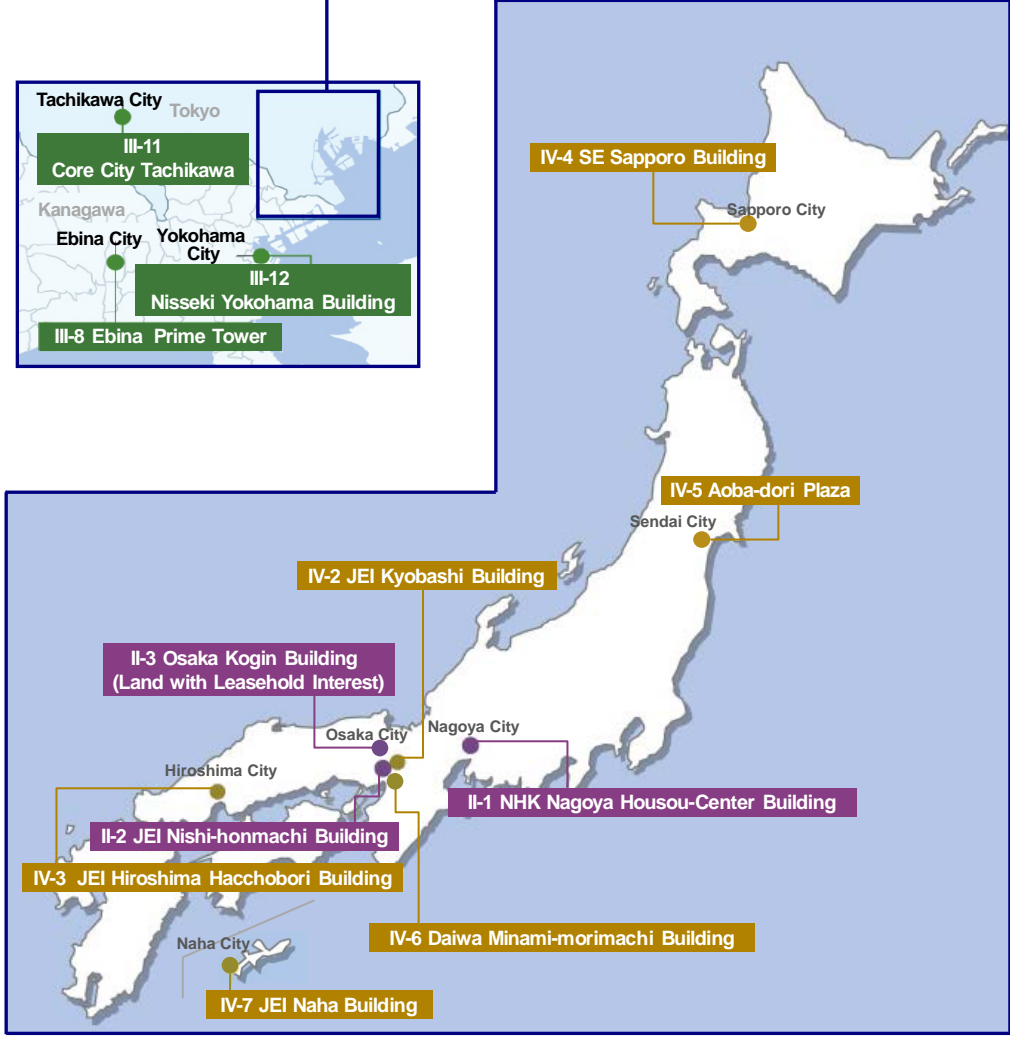 Tachikawa City
Tokyo
III-11
Core City Tachikawa
Kanagawa
Ebina City
Yokohama
City
III-12
Nisseki Yokohama Building
III-8 Ebina Prime Tower
IV-4 SE Sapporo Building
Sapporo City
IV-5 Aoba-dori Plaza
Sendai City
IV-2 JEI Kyobashi Building
II-3 Osaka Kogin Building
(Land with Leasehold Interest)
Osaka City
Nagoya City
Hiroshima City
II-1 NHK Nagoya Housou-Center Building
II-2 JEI Nishi-honmachi Building
IV-3 JEI Hiroshima Hacchobori Building
IV-6 Daiwa Minami-morimachi Building
Naha City
IV-7 JEI Naha Building